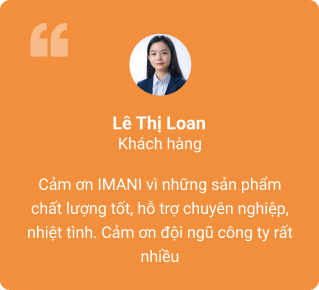 Lê Thị Loan
Khách hàng
Cảm ơn IMANI vì những sản phẩm
chất lượng tốt, hỗ trợ chuyên nghiệp,
nhiệt tình. Cảm ơn đội ngũ công ty rất
nhiều